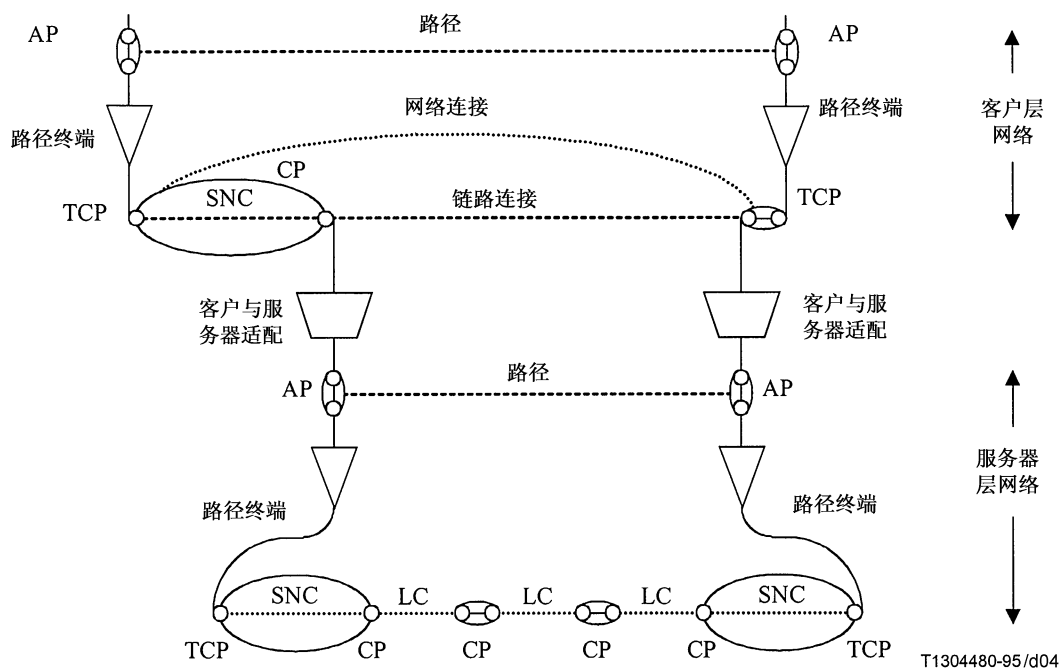 AP
路径
AP
路径终端
网络连接
路径终端
客户层
网络
CP
SNC
TCP
链路连接
TCP
客户与服
务器适配
客户与服
务器适配
AP
路径
AP
服务器
层网络
路径终端
路径终端
SNC
LC
LC
LC
SNC
TCP
CP
CP
CP
CP
TCP
T1304480-95/d04